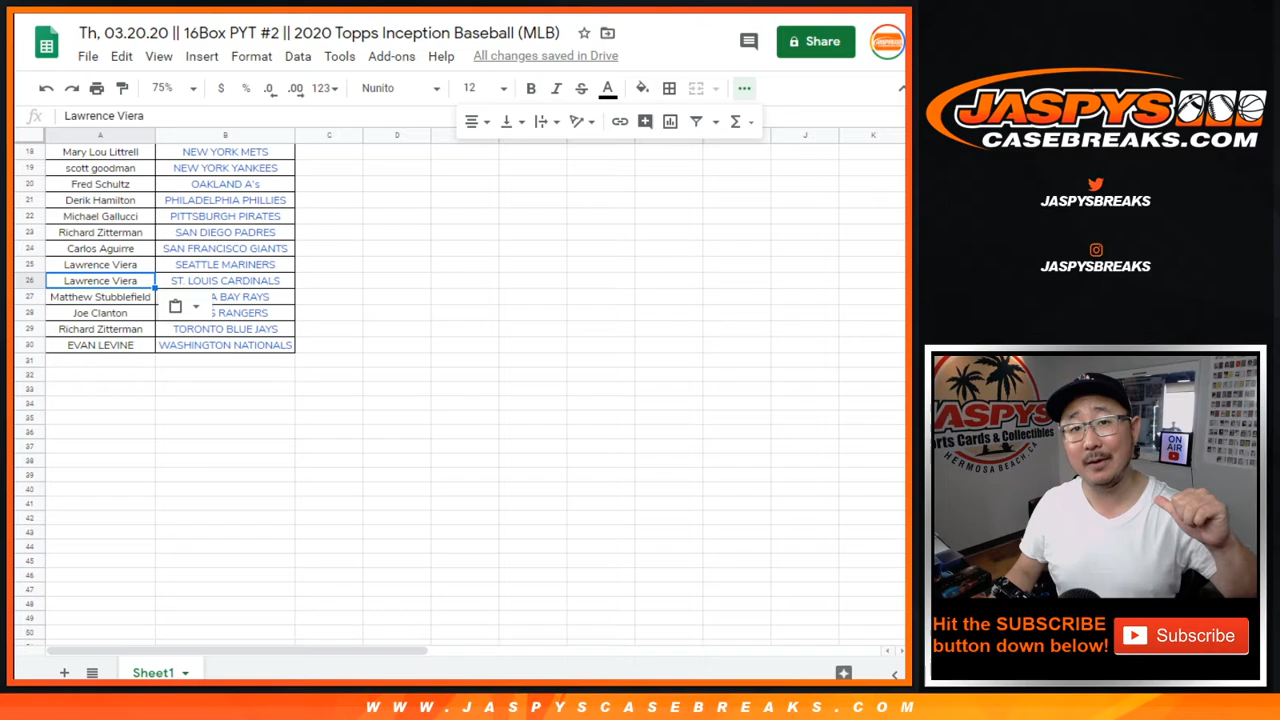 Th, 03.20.20 || 16Box PYT #2 || 2020 Topps Inception Baseball (MLB)
File Edit View Insert Format Data Tools Add-ons Help All changes saved in Drive
Share
75% $ % .0 .00 123 Nunito 12 B I S A
fx Lawrence Viera
A B C D J K
18 Mary Lou Littrell NEW YORK METS
19 scott goodman NEW YORK YANKEES
20 Fred Schultz OAKLAND A's
21 Derik Hamilton PHILADELPHIA PHILLIES
22 Michael Gallucci PITTSBURGH PIRATES
23 Richard Zitterman SAN DIEGO PADRES
24 Carlos Aguirre SAN FRANCISCO GIANTS
25 Lawrence Viera SEATTLE MARINERS
26 Lawrence Viera ST. LOUIS CARDINALS
27 Matthew Stubblefield A BAY RAYS
28 Joe Clanton S RANGERS
29 Richard Zitterman TORONTO BLUE JAYS
30 EVAN LEVINE WASHINGTON NATIONALS
31
32
33
34
35
36
37
38
39
40
41
42
43
44
45
46
47
48
49
50
Sheet1
JASPYS
CASEBREAKS.COM
JASPYSBREAKS
JASPYSBREAKS
JASPYS
orts Cards & Collectibles
HERMOSA BEACH, CA
ON
AIR
Hit the SUBSCRIBE
button down below!
Subscribe
WWW.JASPYSCASEBREAKS.COM